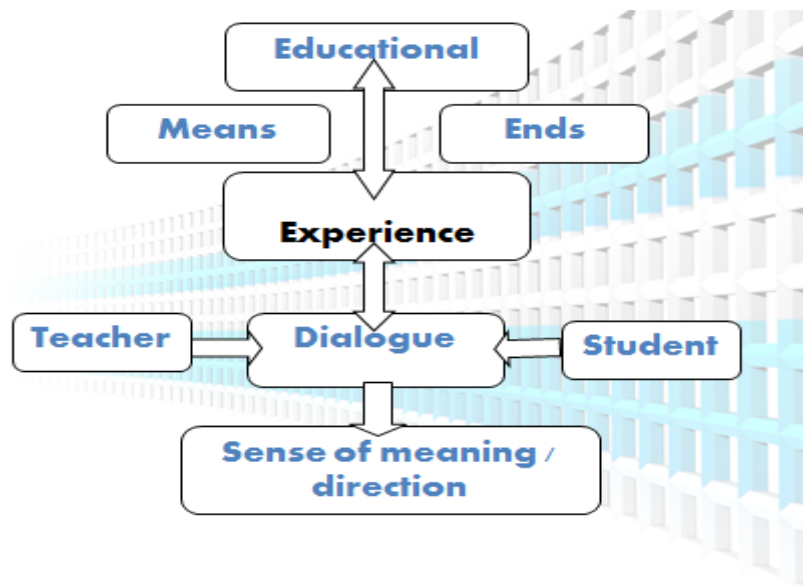 Educational
Means
Ends
Experience
Teacher
Dialogue
Student
Sense of meaning /
direction